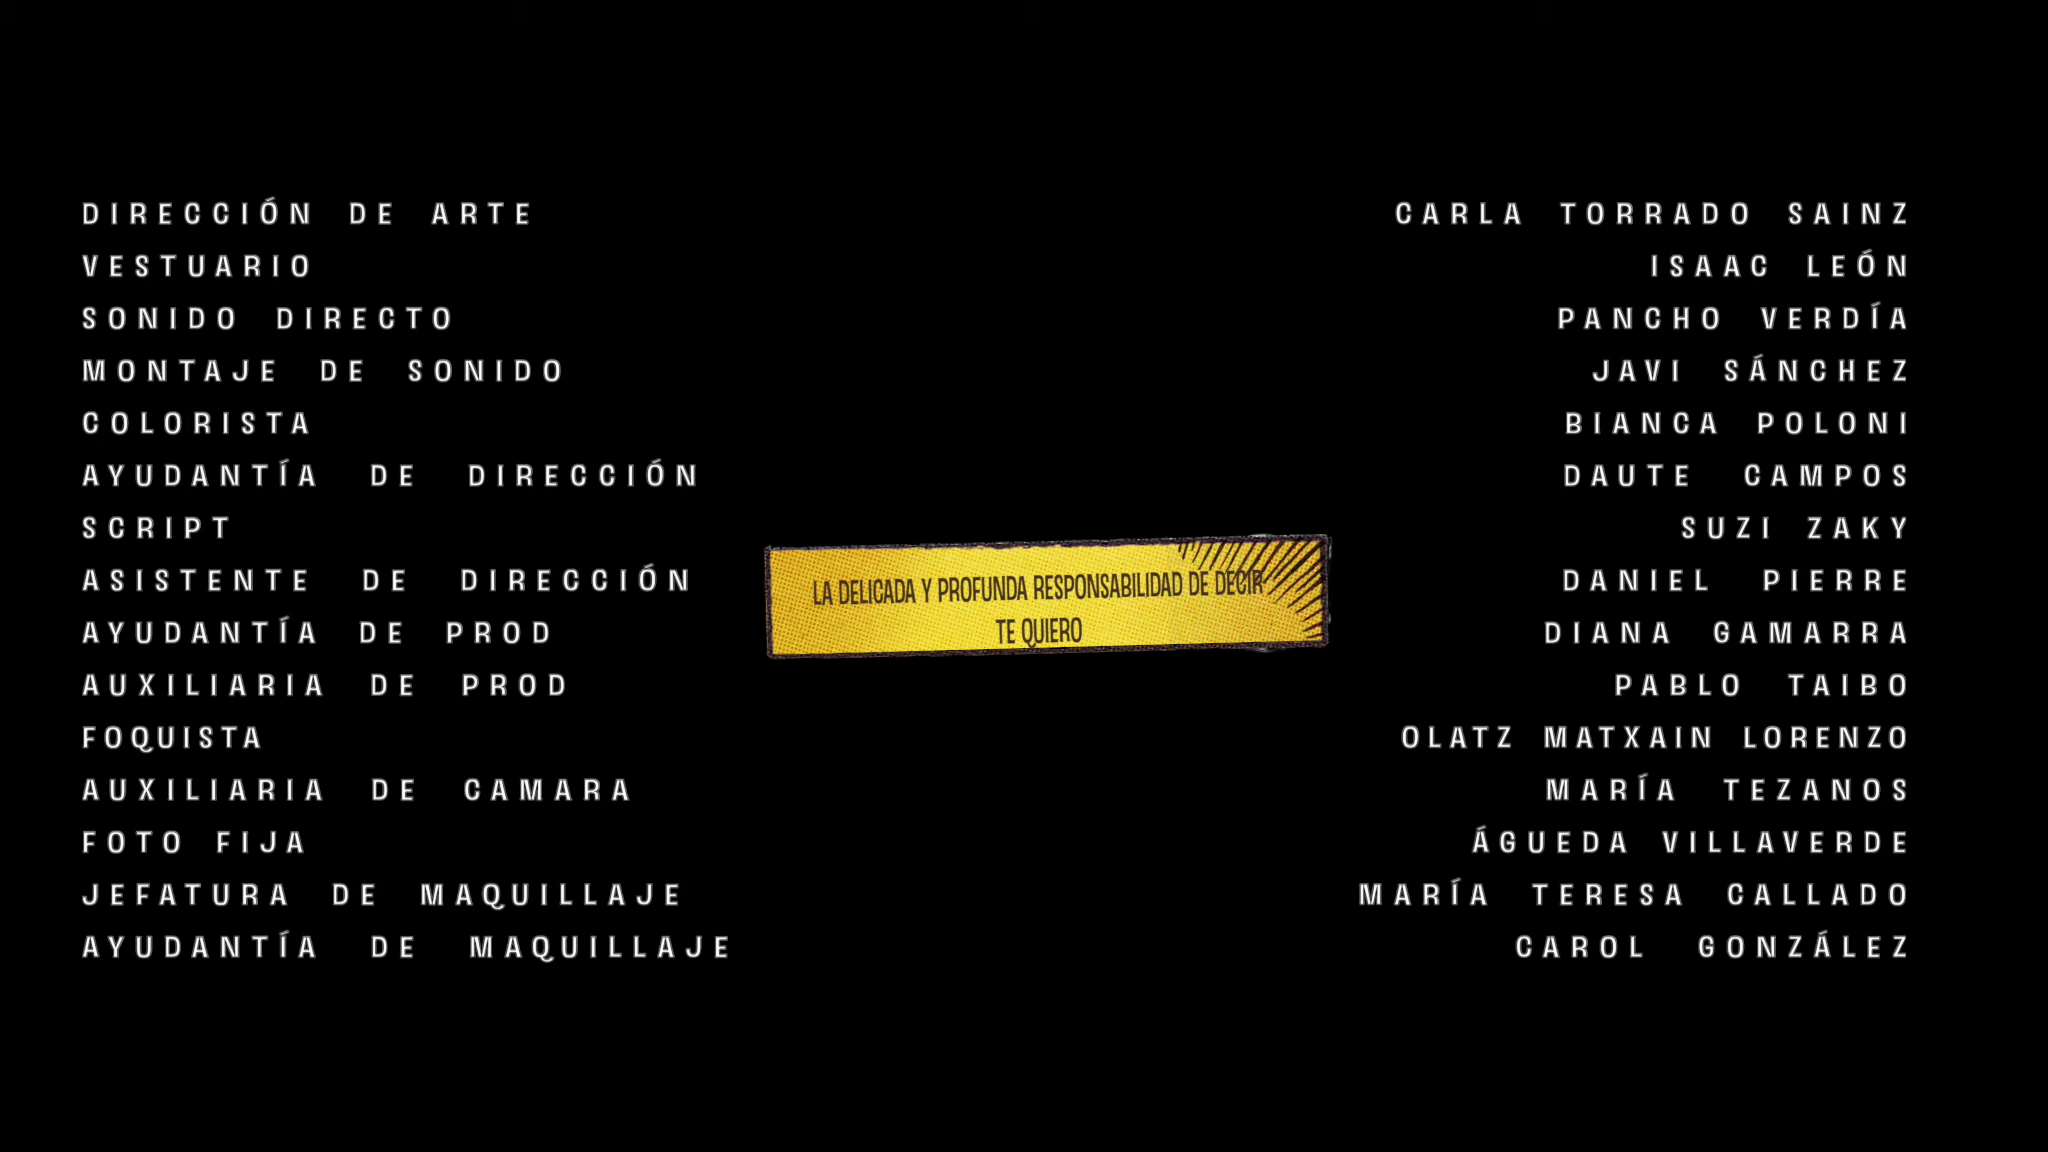 DIRECCIÓN DE ARTE CARLA TORRADO SAINZ
VESTUARIO ISAAC LEÓN
SONIDO DIRECTO PANCHO VERDÍA
MONTAJE DE SONIDO JAVI SÁNCHEZ
COLORISTA BIANCA POLONI
AYUDANTÍA DE DIRECCIÓN DAUTE CAMPOS
SCRIPT SUZI ZAKY
ASISTENTE DE DIRECCIÓN DANIEL PIERRE
LA DELICADA Y PROFUNDA RESPONSABILIDAD DE DECIR
TE QUIERO
AYUDANTÍA DE PROD DIANA GAMARRA
AUXILIARIA DE PROD PABLO TAIBO
FOQUISTA OLATZ MATXAIN LORENZO
AUXILIARIA DE CAMARA MARÍA TEZANOS
FOTO FIJA ÁGUEDA VILLAVERDE
JEFATURA DE MAQUILLAJE MARÍA TERESA CALLADO
AYUDANTÍA DE MAQUILLAJE CAROL GONZÁLEZ